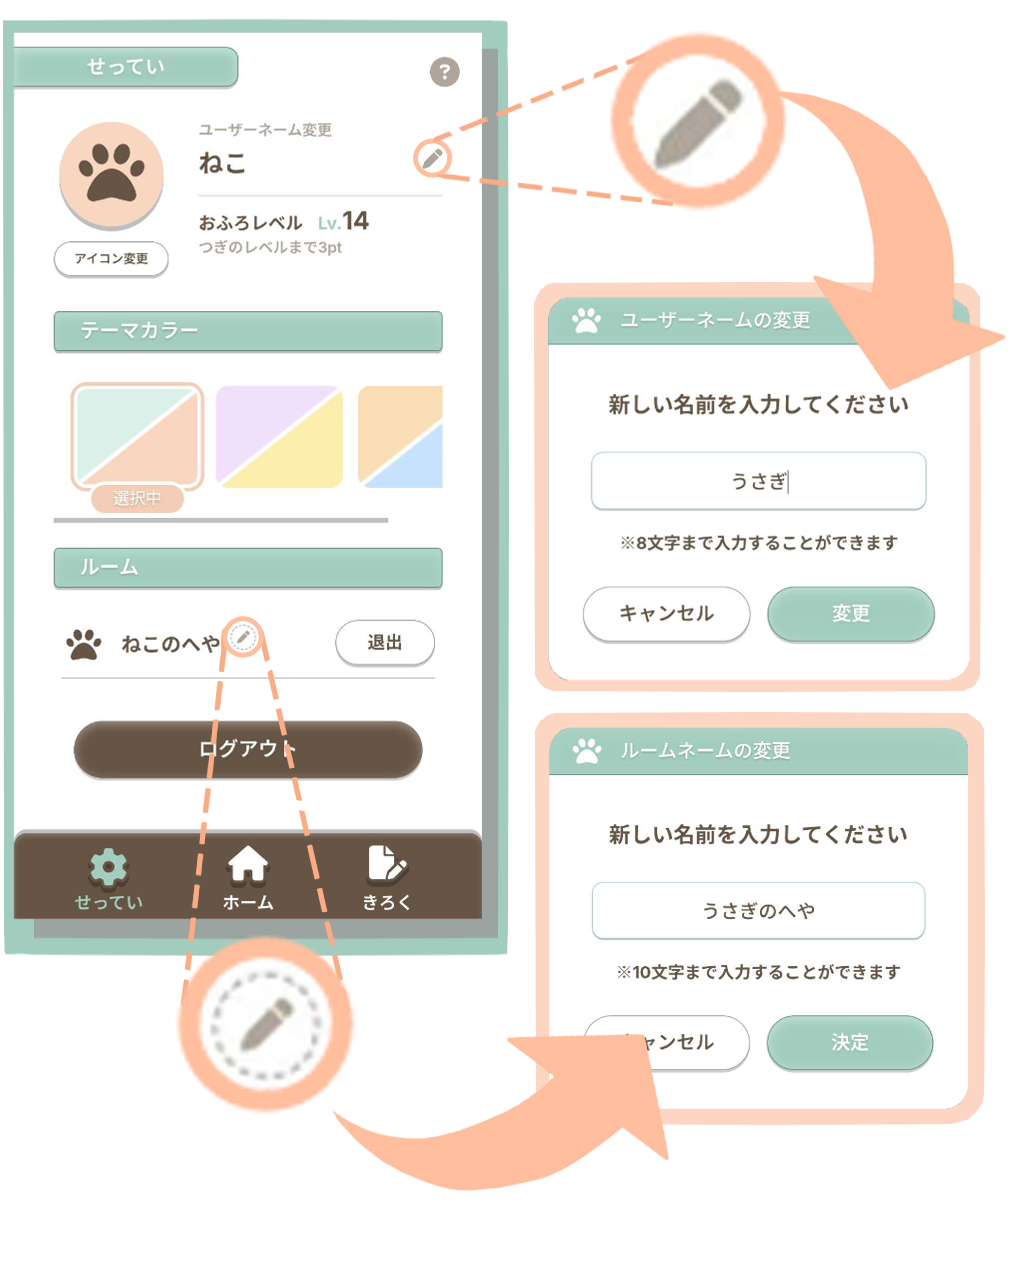 せってい
?
ユーザーネーム変更
ねこ
おふろレベル Lv.14
つぎのレベルまで3pt
アイコン変更
テーマカラー
選択中
ルーム
ねこのへや
退出
ログアウト
せってい
ホーム
きろく
ユーザーネームの変更
新しい名前を入力してください
うさぎ
※8文字まで入力することができます
キャンセル
変更
ルームネームの変更
新しい名前を入力してください
うさぎのへや
※10文字まで入力することができます
キャンセル
決定